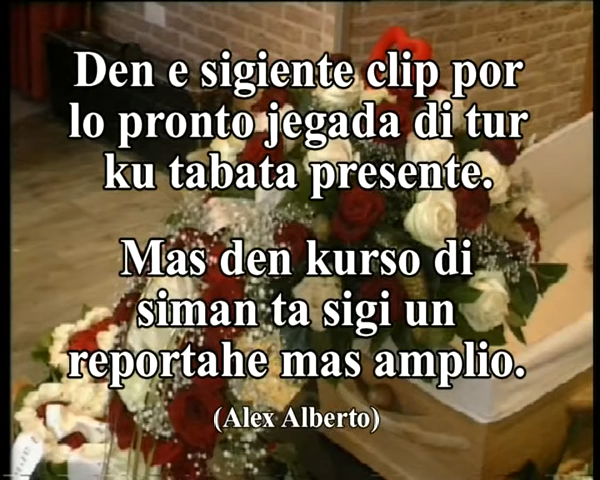 Den e sigiente clip por
lo pronto jegada di tur
ku tabata presente.
Mas den kurso di
siman ta sigi un
reportahe mas amplio.
(Alex Alberto)